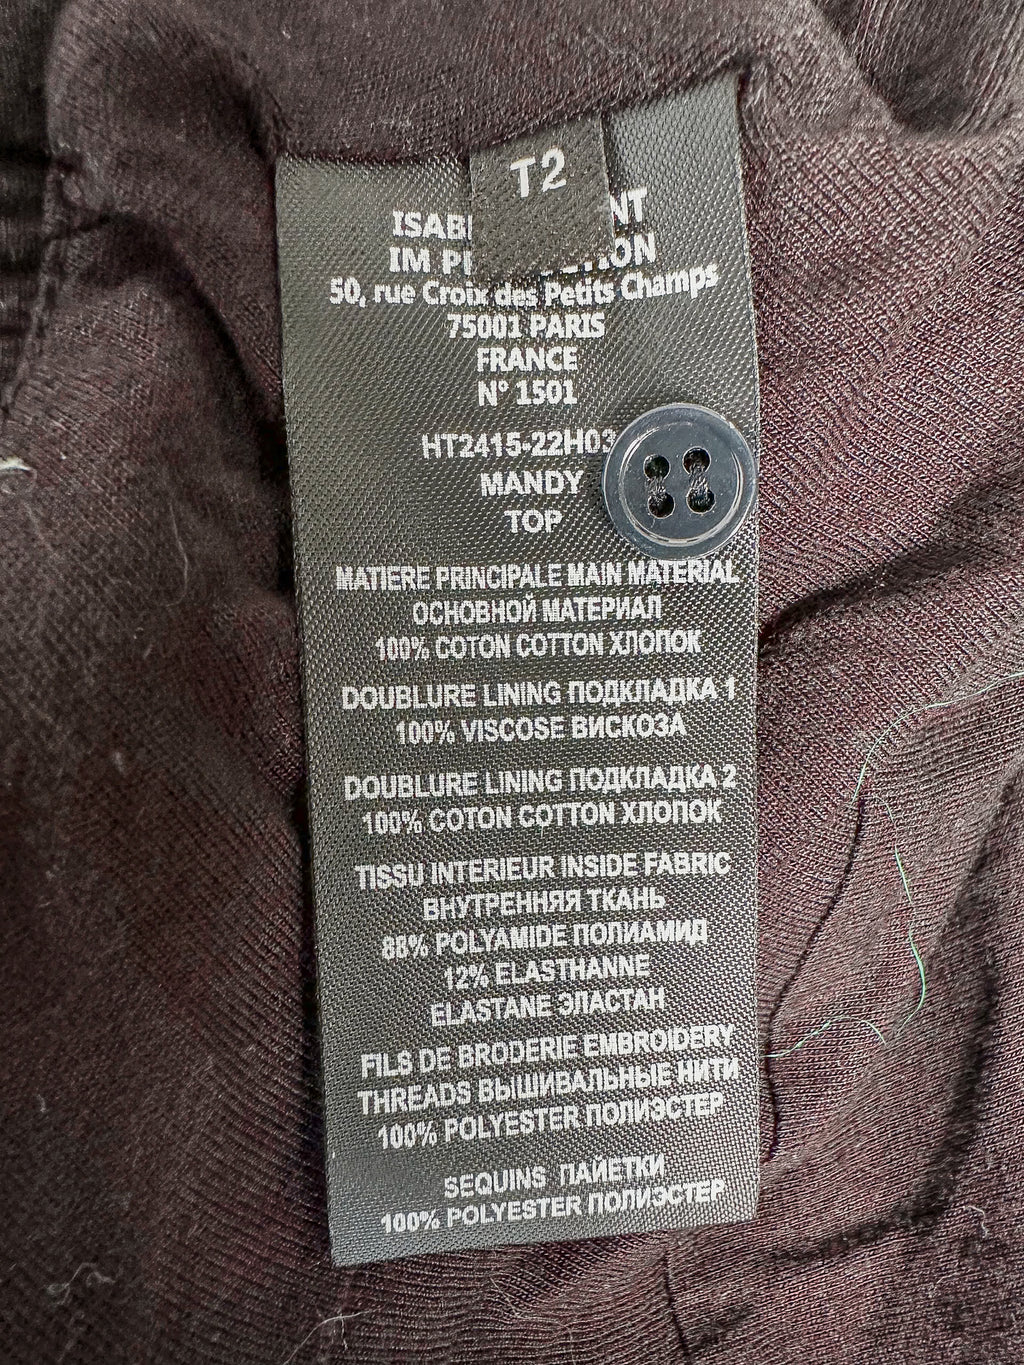 T2
50, rue Croix des Petits Champs
75001 PARIS
FRANCE
N° 1501
HT2415-22H03
MANDY
TOP
MATIERE PRINCIPALE MAIN MATERIAL
ОСНОВНОЙ МАТЕРИАЛ
100% COTON COTTON ХЛОПОК
DOUBLURE LINING ПОДКЛАДКА 1
100% VISCOSE ВИСКОЗА
DOUBLURE LINING ПОДКЛАДКА 2
100% COTON COTTON ХЛОПОК
TISSU INTERIEUR INSIDE FABRIC
ВНУТРЕННЯЯ ТКАНЬ
88% POLYAMIDE ПОЛИАМИД
12% ELASTHANNE
ELASTANE ЭЛАСТАН
FILS DE BRODERIE EMBROIDERY
THREADS ВЫШИВАЛЬНЫЕ НИТИ
100% POLYESTER ПОЛИЭСТЕР
SEQUINS ПАЙЕТКИ
100% POLYESTER ПОЛИЭСТЕР